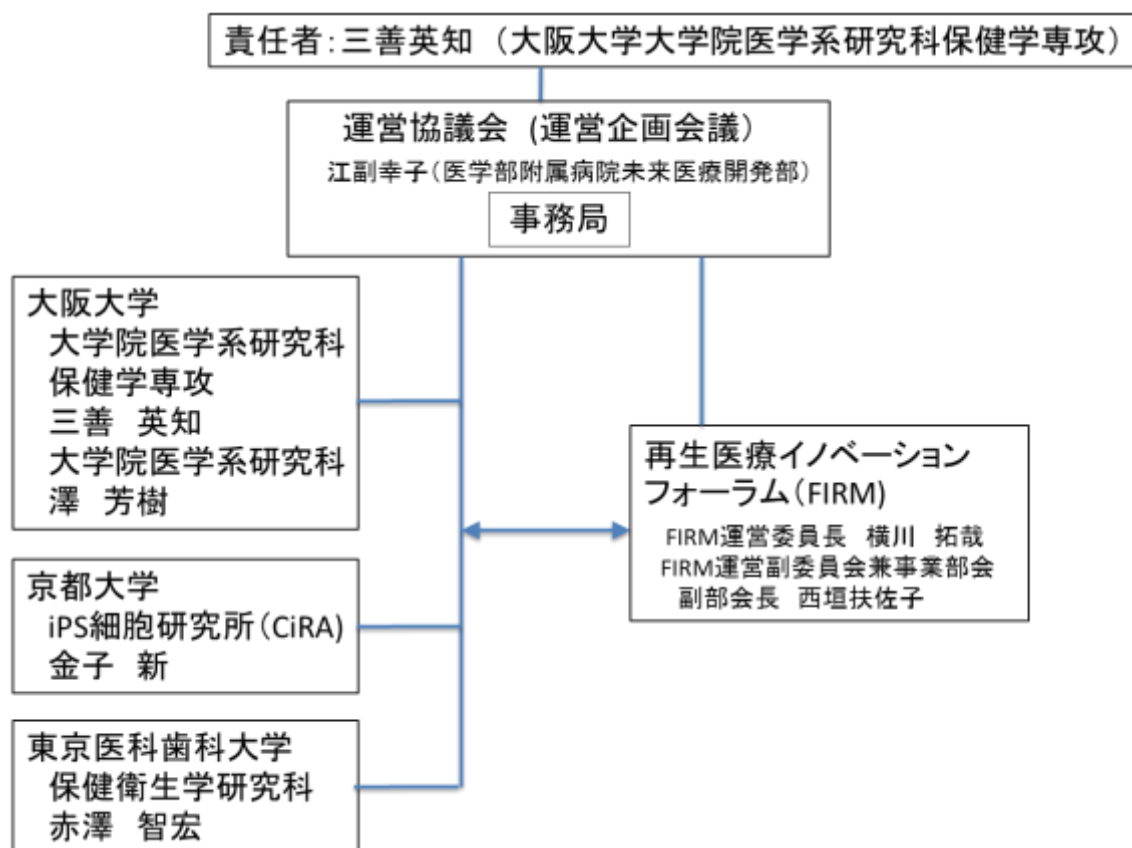 責任者：三善英知 （大阪大学大学院医学系研究科保健学専攻）
運営協議会 (運営企画会議）
江副幸子（医学部附属病院未来医療開発部）
事務局
大阪大学
大学院医学系研究科
保健学専攻
三善 英知
大学院医学系研究科
澤 芳樹
京都大学
iPS細胞研究所（CiRA)
金子 新
東京医科歯科大学
保健衛生学研究科
赤澤 智宏
再生医療イノベーション
フォーラム（FIRM)
FIRM運営委員長 横川 拓哉
FIRM運営副委員会兼事業部会
副部会長 西垣扶佐子